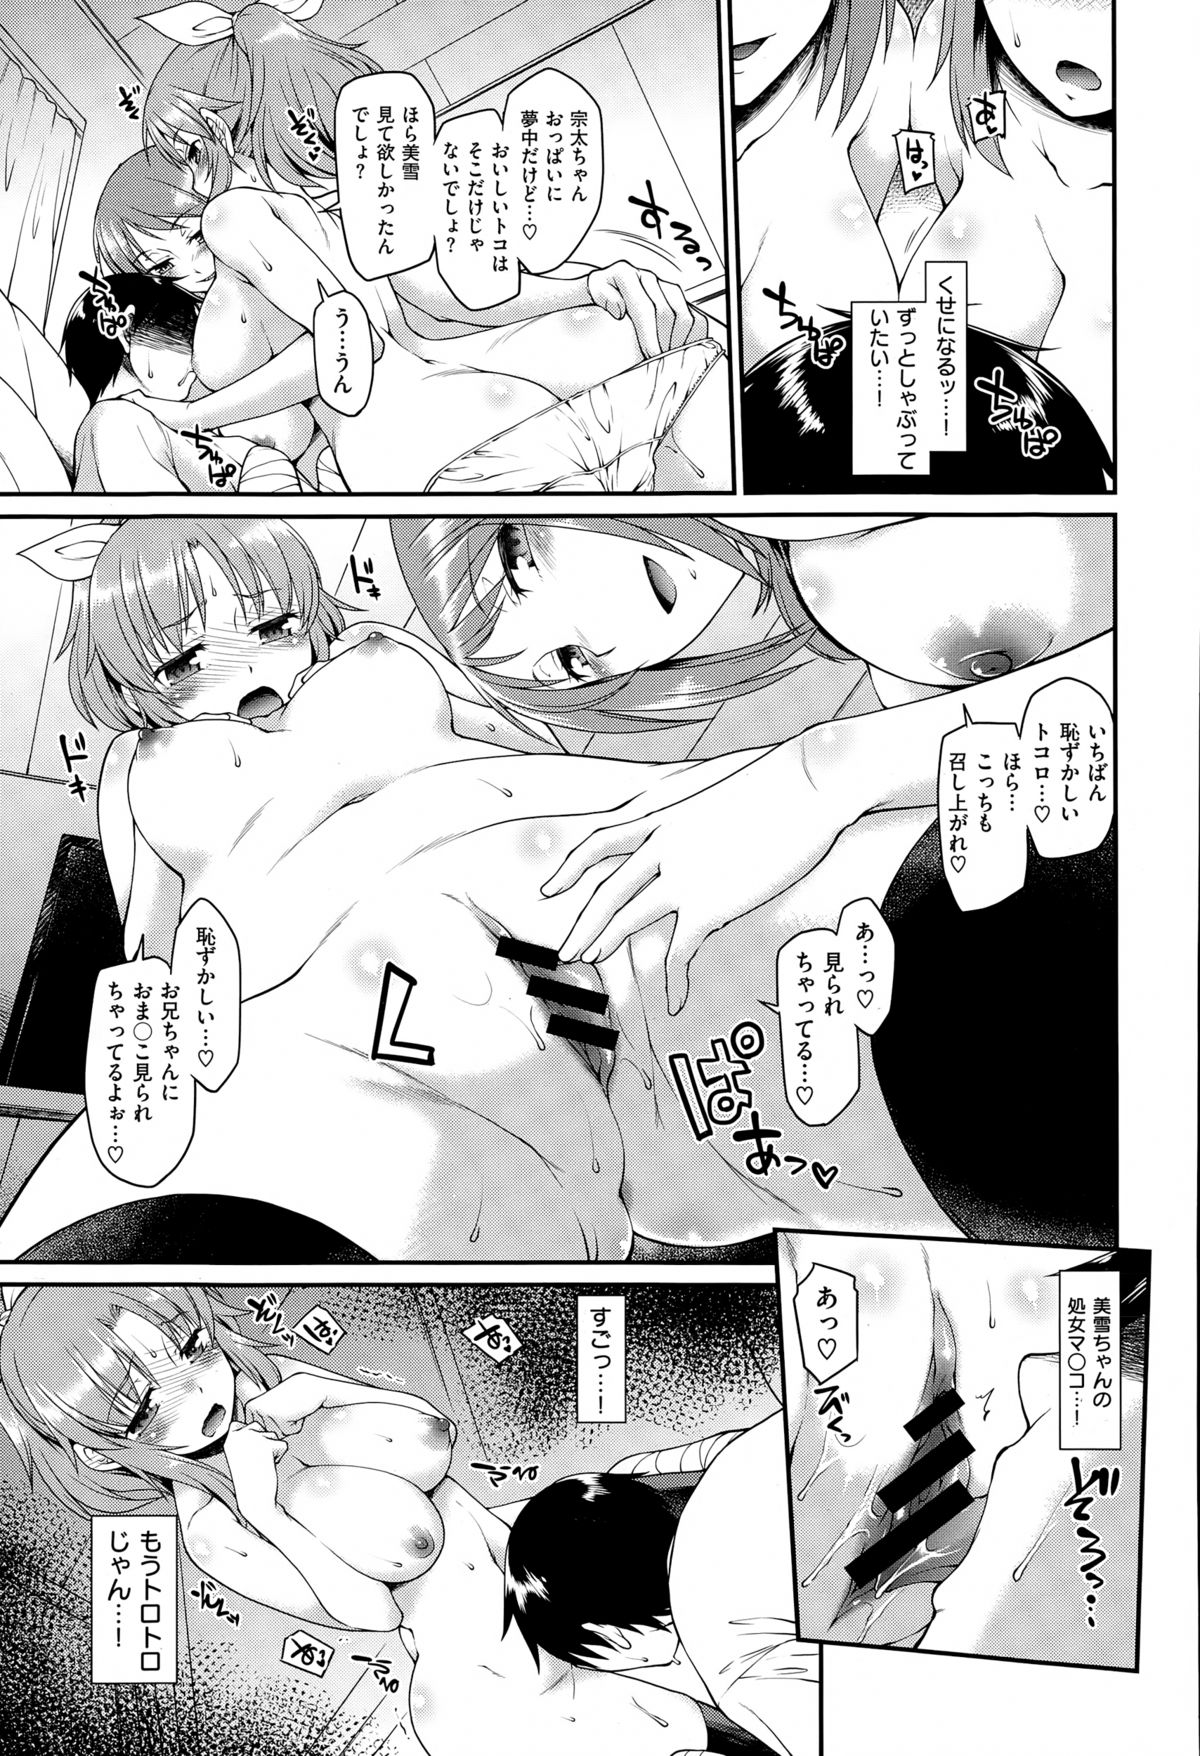 あ♥
はっ♥
くせになるッ…!
ずっとしゃぶって
いたい…!
ちゅぱ
ちゅぱ
宗太ちゃん
おっぱいに
夢中だけど…♡
おいしいトコは
そこだけじゃ
ないでしょ?
ほら美雪
見て欲しかったん
でしょ?
う…うん
するっ
ぞく
ちゅぱ
ちゅぱ
いちばん
恥ずかしい
トコロ…♡
ほら…
こっちも
召し上がれ♡
あ…っ♡
見られ
ちゃってる…♡
恥ずかしい…♡
お兄ちゃんに
おま〇こ見られ
ちゃってるよぉ…♡
ドキ
ドキ
くぱあっ♡
美雪ちゃんの
処女マ〇コ…!
あっ♡
すごっ…!
もうトロトロ
じゃん…!